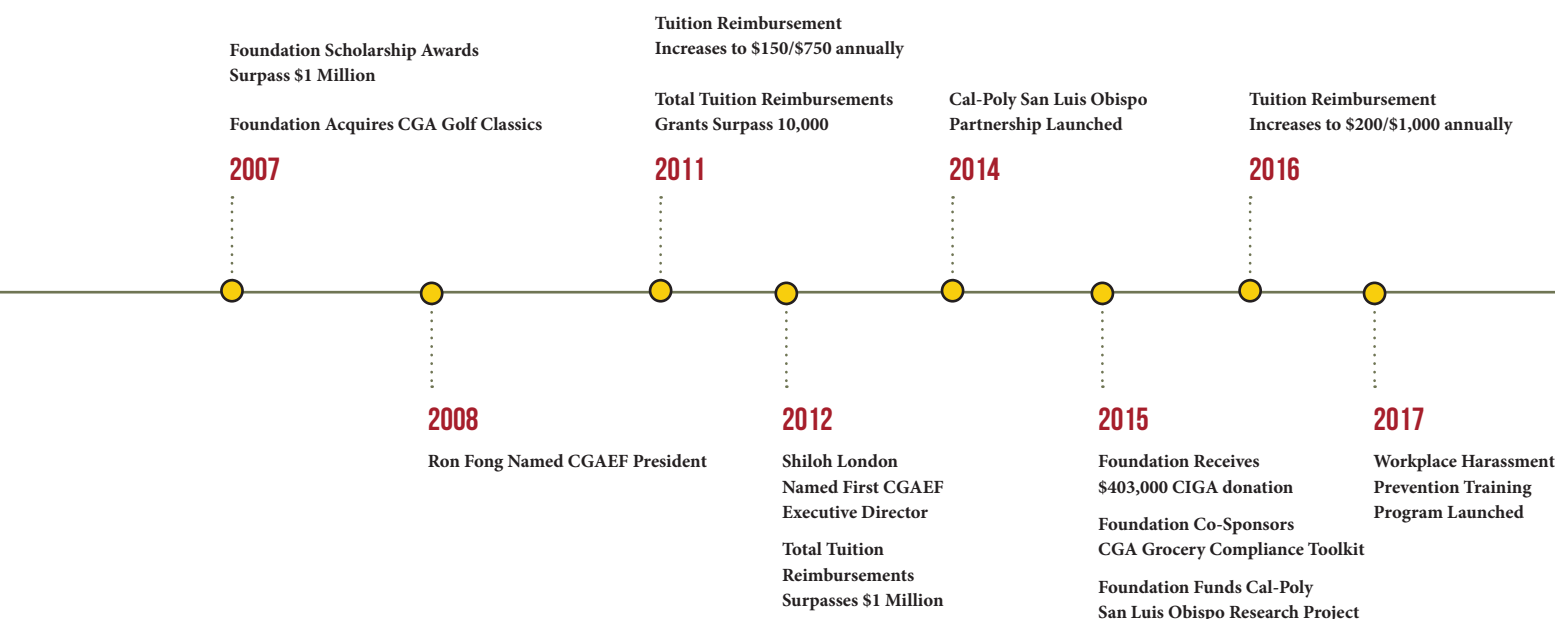 Foundation Scholarship Awards
Surpass $1 Million
Foundation Acquires CGA Golf Classics
2007
Tuition Reimbursement
Increases to $150/$750 annually
Total Tuition Reimbursements
Grants Surpass 10,000
2011
Cal-Poly San Luis Obispo
Partnership Launched
2014
Tuition Reimbursement
Increases to $200/$1,000 annually
2016
2008
Ron Fong Named CGAEF President
2012
Shiloh London
Named First CGAEF
Executive Director
Total Tuition
Reimbursements
Surpasses $1 Million
2015
Foundation Receives
$403,000 CIGA donation
Foundation Co-Sponsors
CGA Grocery Compliance Toolkit
Foundation Funds Cal-Poly
San Luis Obispo Research Project
2017
Workplace Harassment
Prevention Training
Program Launched